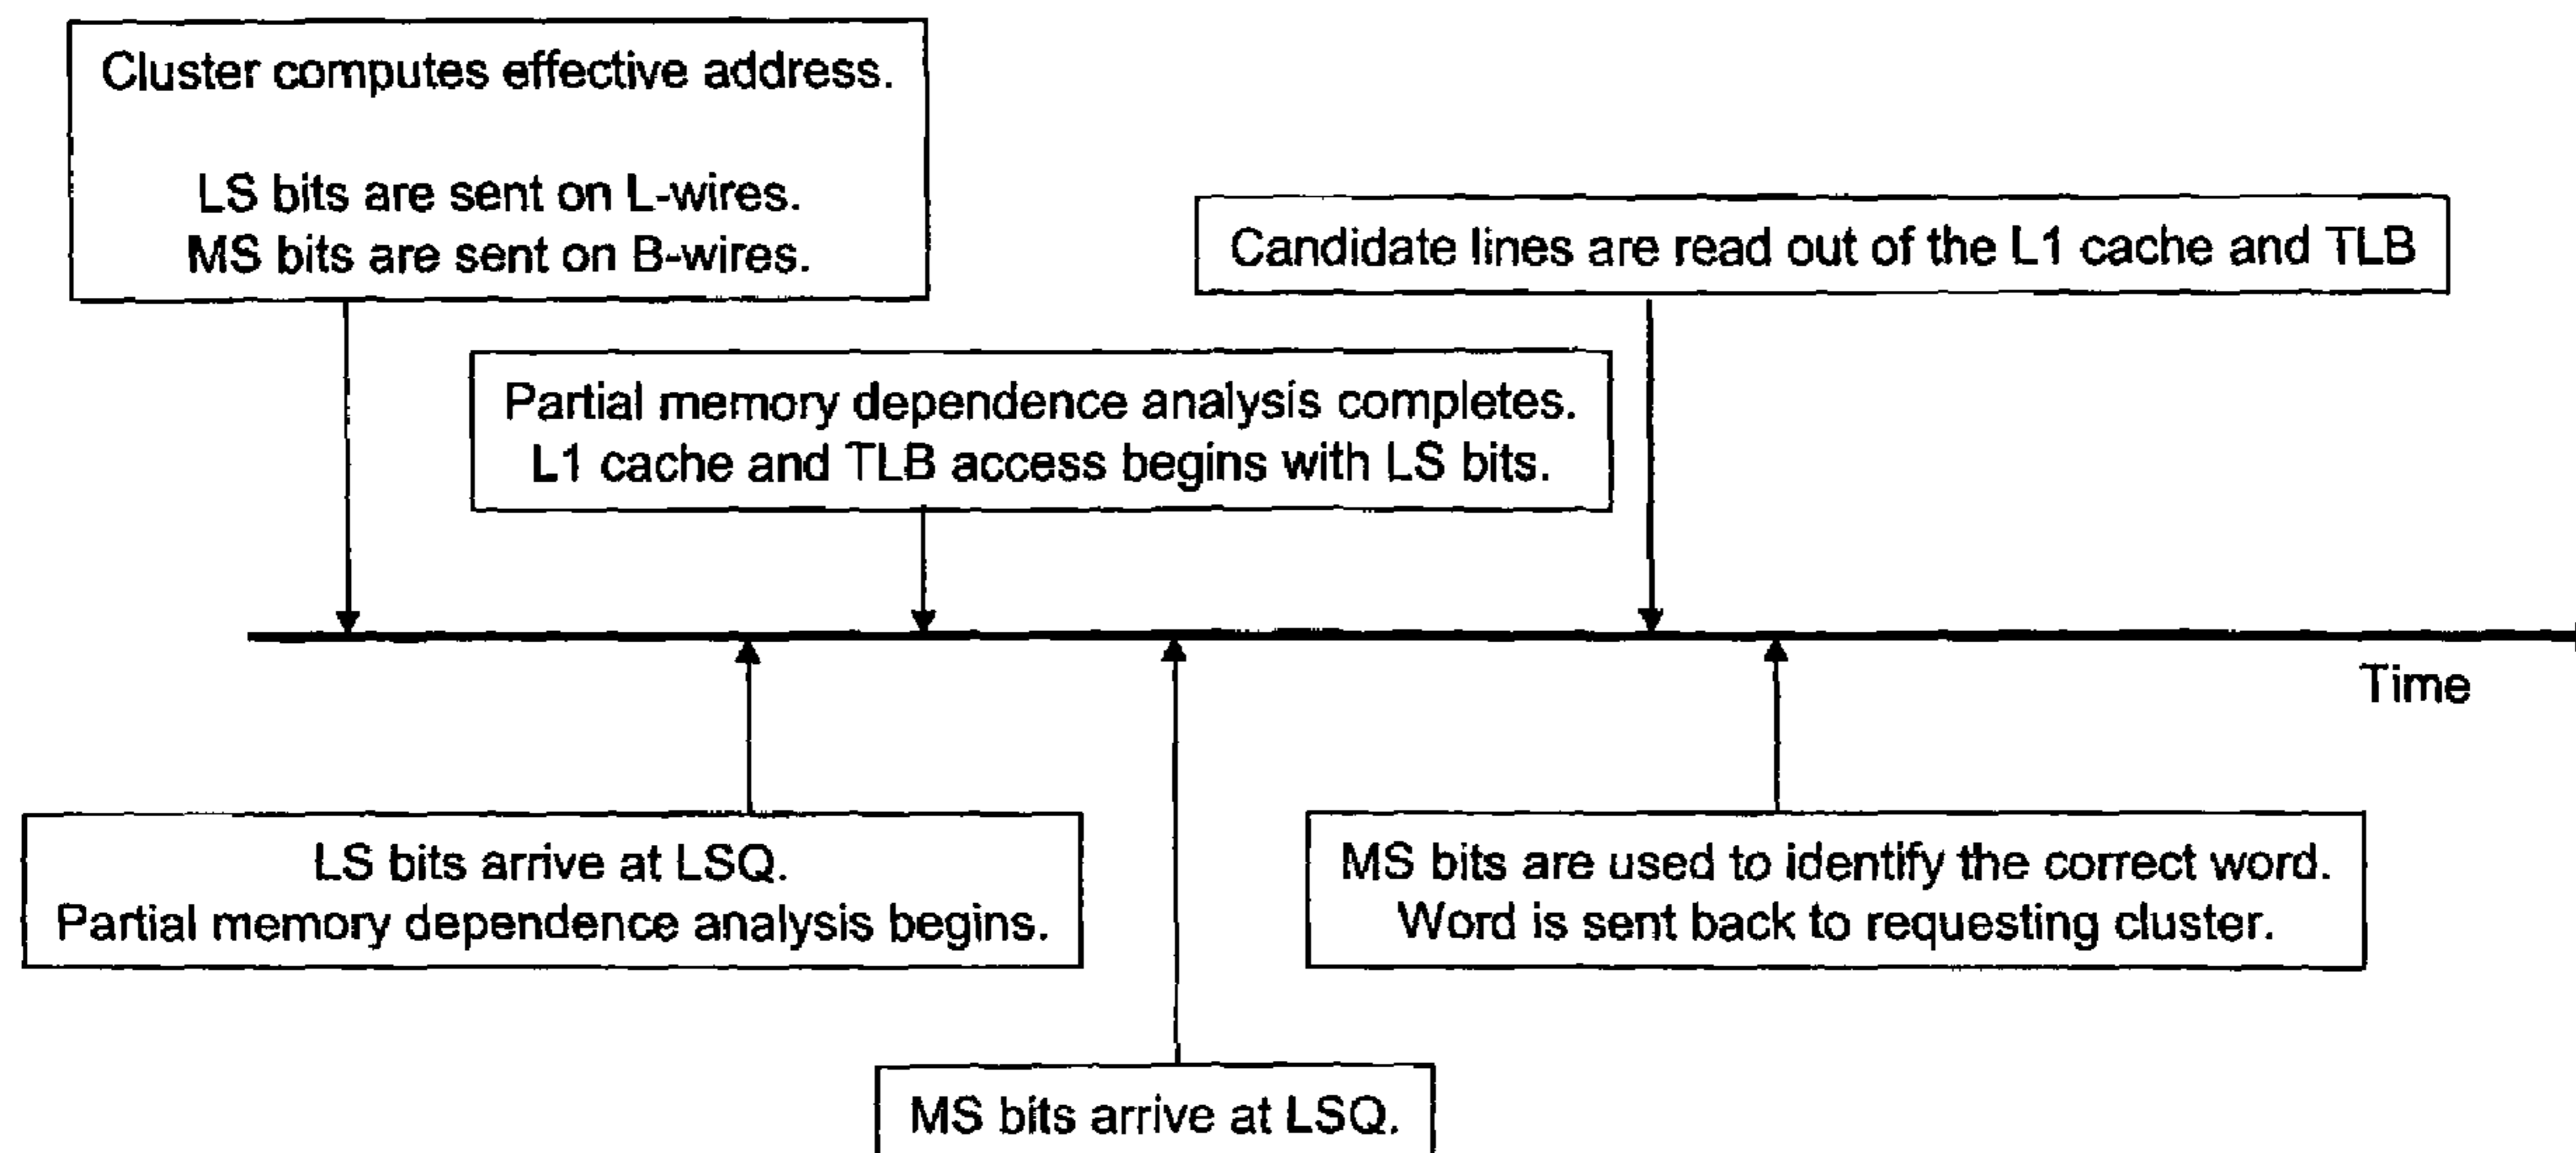 Cluster computes effective address.
LS bits are sent on L-wires.
MS bits are sent on B-wires.
Candidate lines are read out of the L1 cache and TLB
Partial memory dependence analysis completes.
L1 cache and TLB access begins with LS bits.
Time
LS bits arrive at LSQ.
Partial memory dependence analysis begins.
MS bits are used to identify the correct word.
Word is sent back to requesting cluster.
MS bits arrive at LSQ.